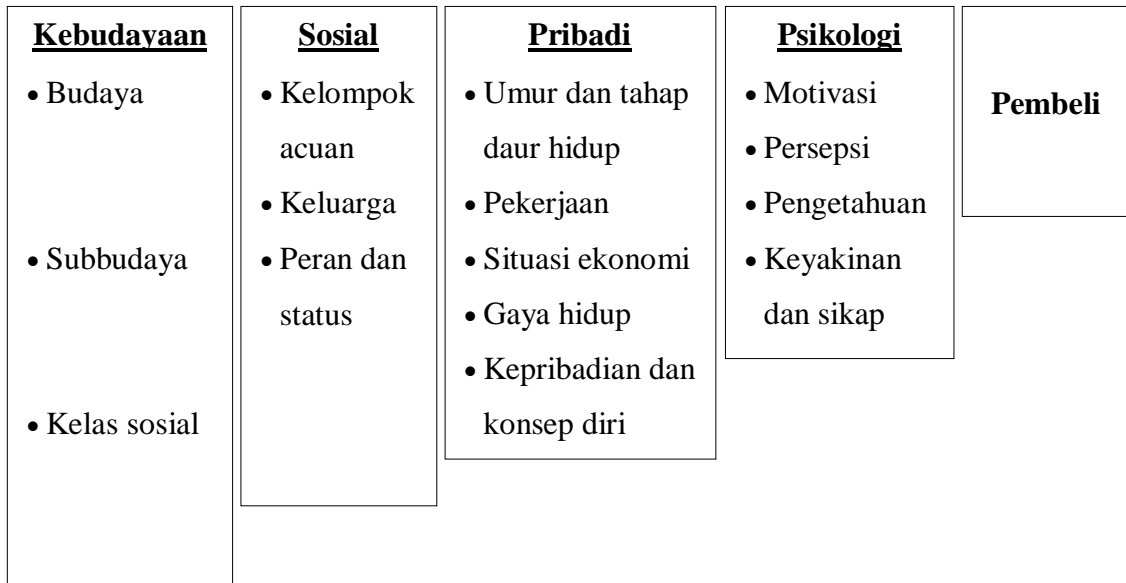 Kebudayaan
• Budaya
• Subbudaya
• Kelas sosial
Sosial
• Kelompok
acuan
• Keluarga
• Peran dan
status
Pribadi
• Umur dan tahap
daur hidup
• Pekerjaan
• Situasi ekonomi
• Gaya hidup
• Kepribadian dan
konsep diri
Psikologi
• Motivasi
• Persepsi
• Pengetahuan
• Keyakinan
dan sikap
Pembeli